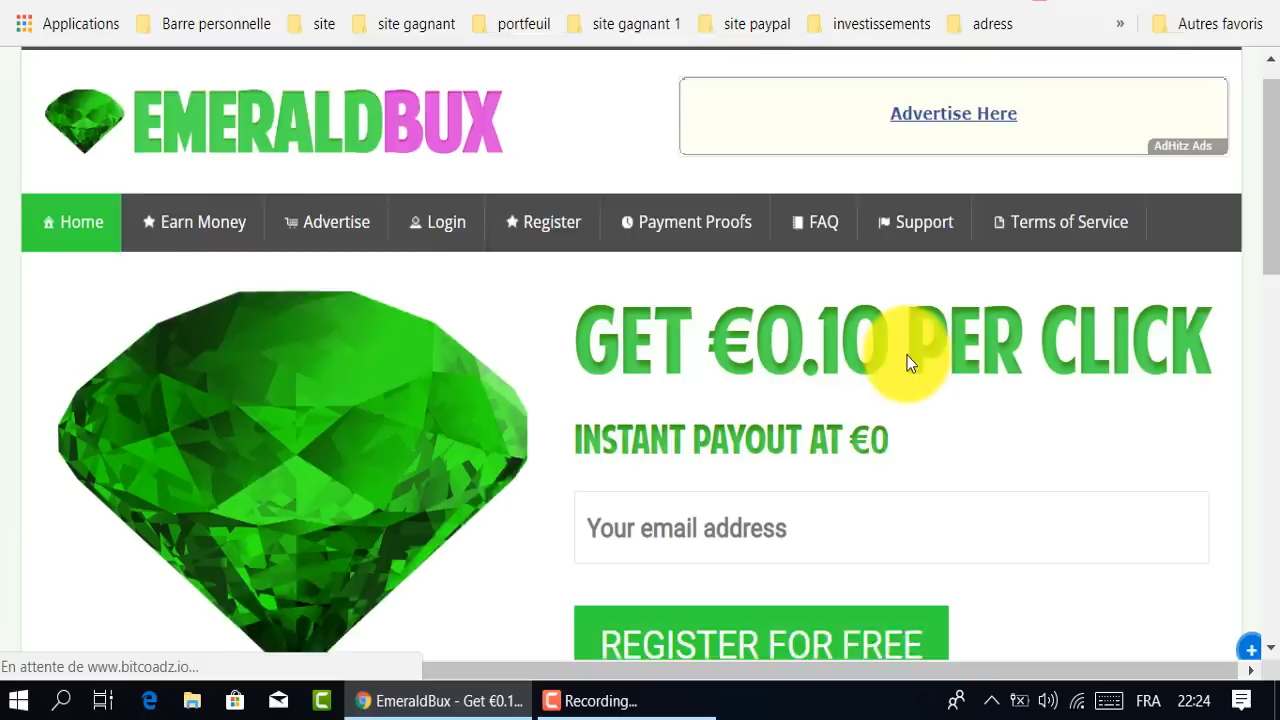 Applications Barre personnelle site site gagnant portfeuil site gagnant 1 site paypal investissments adress » Autres favoris
EMERALDBUX
Advertise Here
AdHitz Ads
Home Earn Money Advertise Login Register Payment Proofs FAQ Support Terms of Service
GET €0.10 PER CLICK
INSTANT PAYOUT AT €0
Your email address
REGISTER FOR FREE
En attente de www.bitcoadz.io...
EmeraldBux - Get €0.1... Recording... FRA 22:24